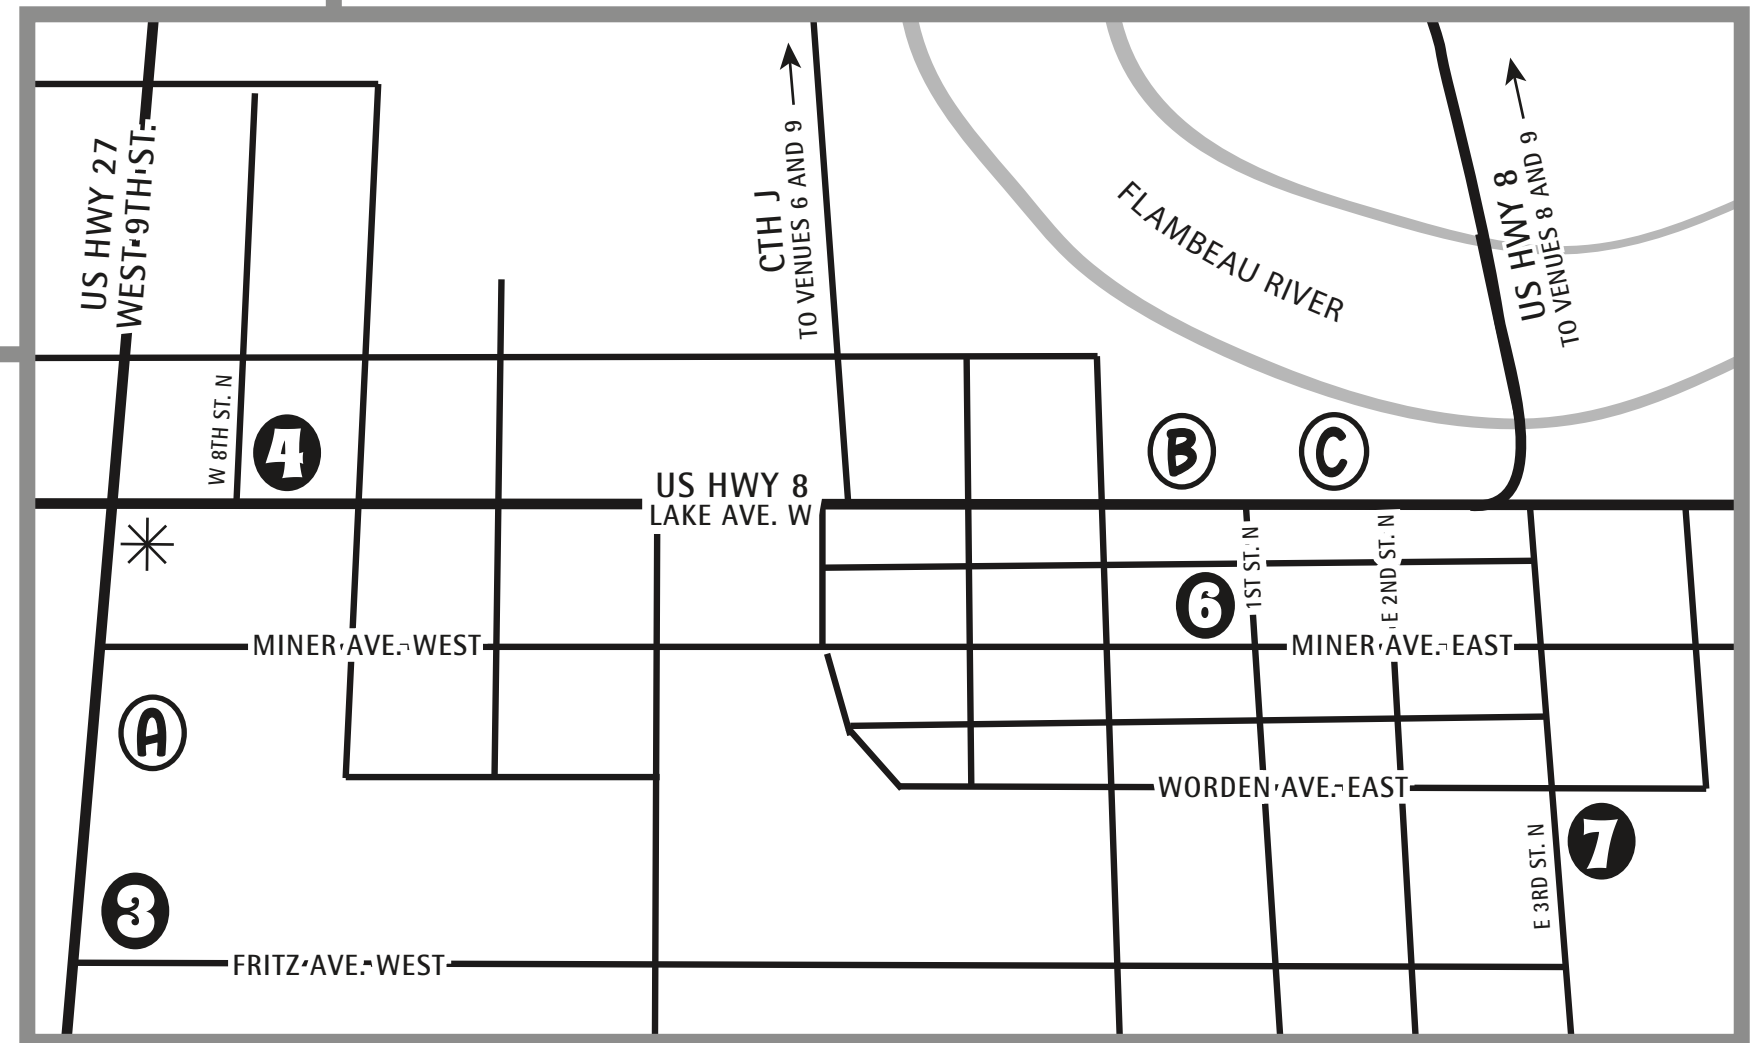 US HWY 27
WEST 9TH ST.
CTH J
TO VENUES 6 AND 9
FLAMBEAU RIVER
US HWY 8
TO VENUES 8 AND 9
W 8TH ST. N
4
B
C
US HWY 8
LAKE AVE. W
1ST ST. N
E 2ND ST. N
6
MINER AVE. WEST
MINER AVE. EAST
A
WORDEN AVE. EAST
7
E 3RD ST. N
3
FRITZ AVE. WEST